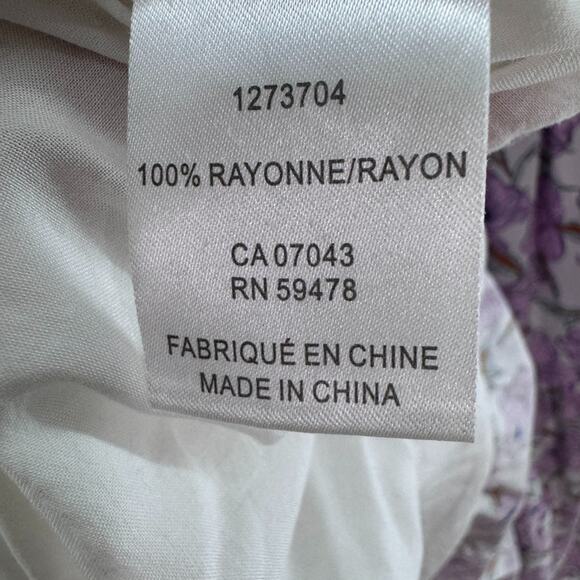 1273704
100% RAYONNE/RAYON
CA 07043
RN 59478
FABRIQUÉ EN CHINE
MADE IN CHINA